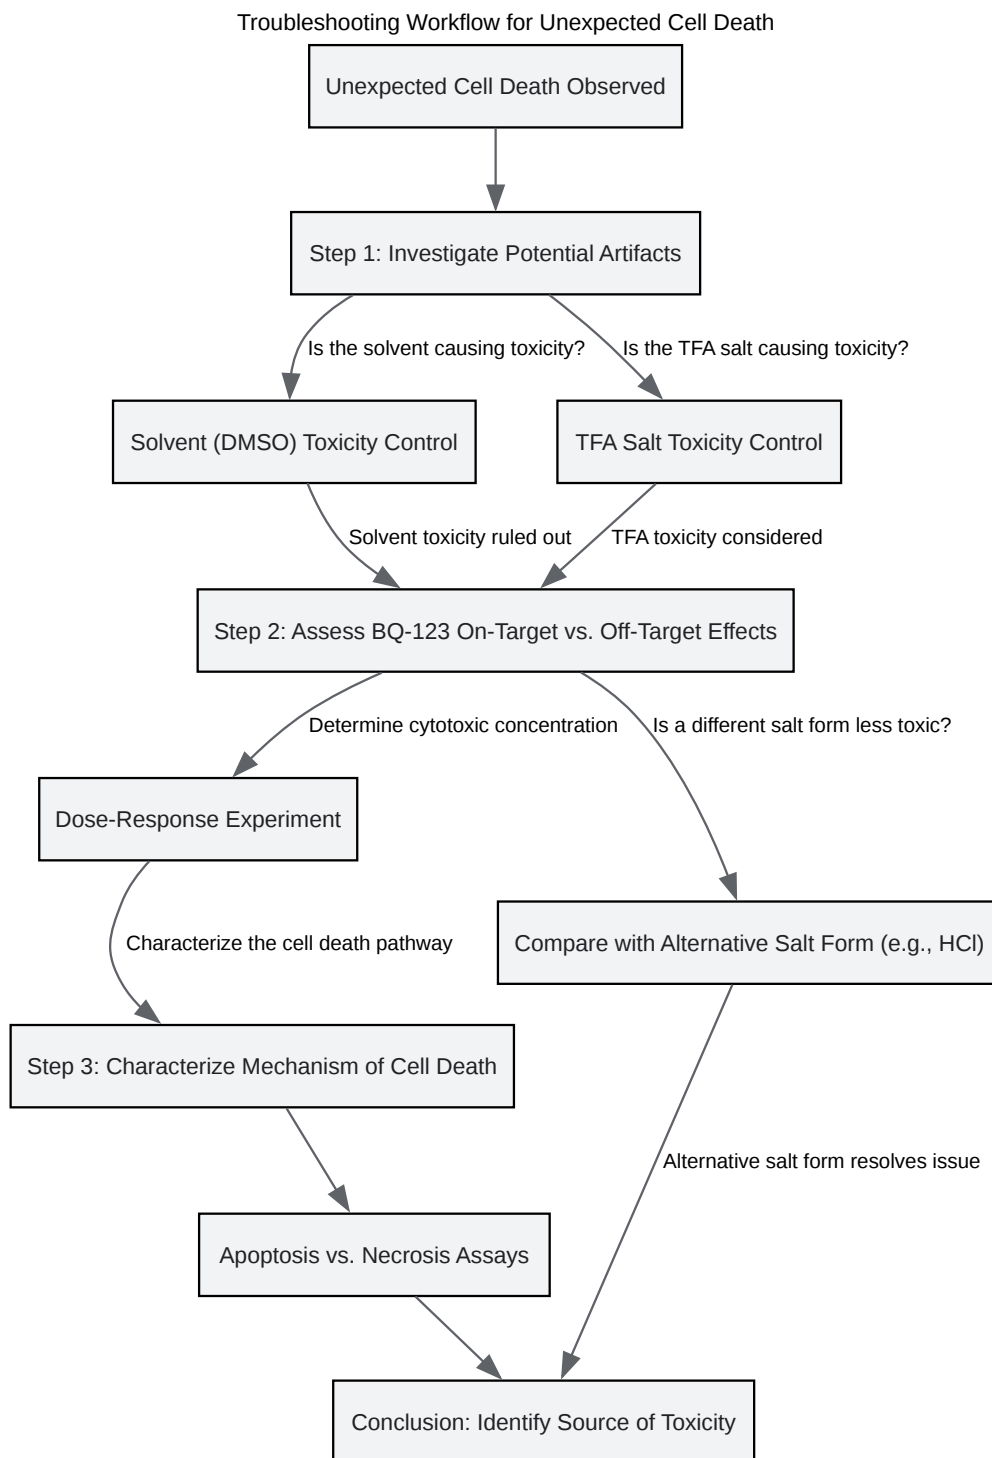 Troubleshooting Workflow for Unexpected Cell Death
Unexpected Cell Death Observed
Step 1: Investigate Potential Artifacts
Is the solvent causing toxicity?
Is the TFA salt causing toxicity?
Solvent (DMSO) Toxicity Control
TFA Salt Toxicity Control
Solvent toxicity ruled out
TFA toxicity considered
Step 2: Assess BQ-123 On-Target vs. Off-Target Effects
Determine cytotoxic concentration
Is a different salt form less toxic?
Dose-Response Experiment
Compare with Alternative Salt Form (e.g., HCl)
Characterize the cell death pathway
Step 3: Characterize Mechanism of Cell Death
Alternative salt form resolves issue
Apoptosis vs. Necrosis Assays
Conclusion: Identify Source of Toxicity